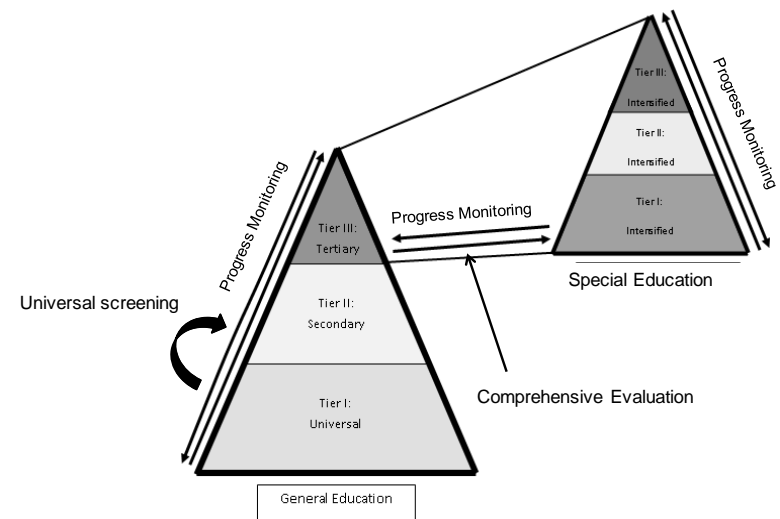 Tier III:
Intensified
Tier II:
Intensified
Tier I:
Intensified
Progress Monitoring
Special Education
Progress Monitoring
Progress Monitoring
Universal screening
Tier III:
Tertiary
Tier II:
Secondary
Tier I:
Universal
Comprehensive Evaluation
General Education